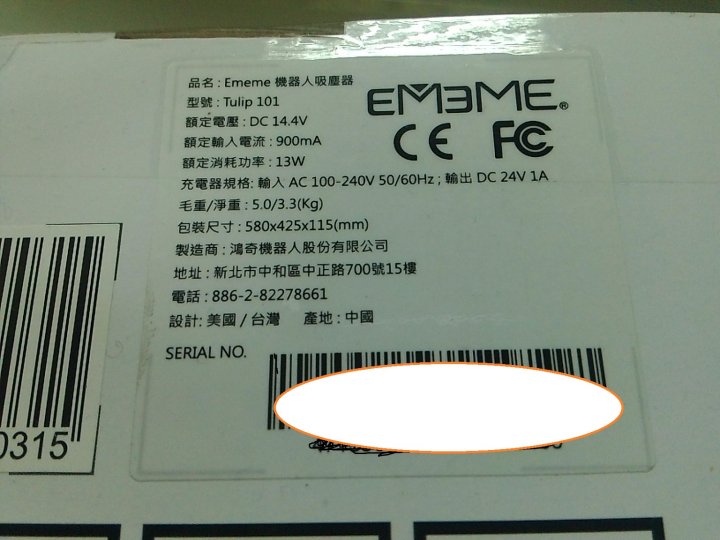 品名 : Ememe 機器人吸塵器
型號 : Tulip 101
額定電壓 : DC 14.4V
額定輸入電流 : 900mA
額定消耗功率 : 13W
充電器規格: 輸入 AC 100-240V 50/60Hz ; 輸出 DC 24V 1A
毛重/淨重 : 5.0/3.3(Kg)
包裝尺寸 : 580x425x115(mm)
製造商 : 鴻奇機器人股份有限公司
地址 : 新北市中和區中正路700號15樓
電話 : 886-2-82278661
設計: 美國 / 台灣 產地 : 中國
SERIAL NO.
EMEME®
CE FC
0315